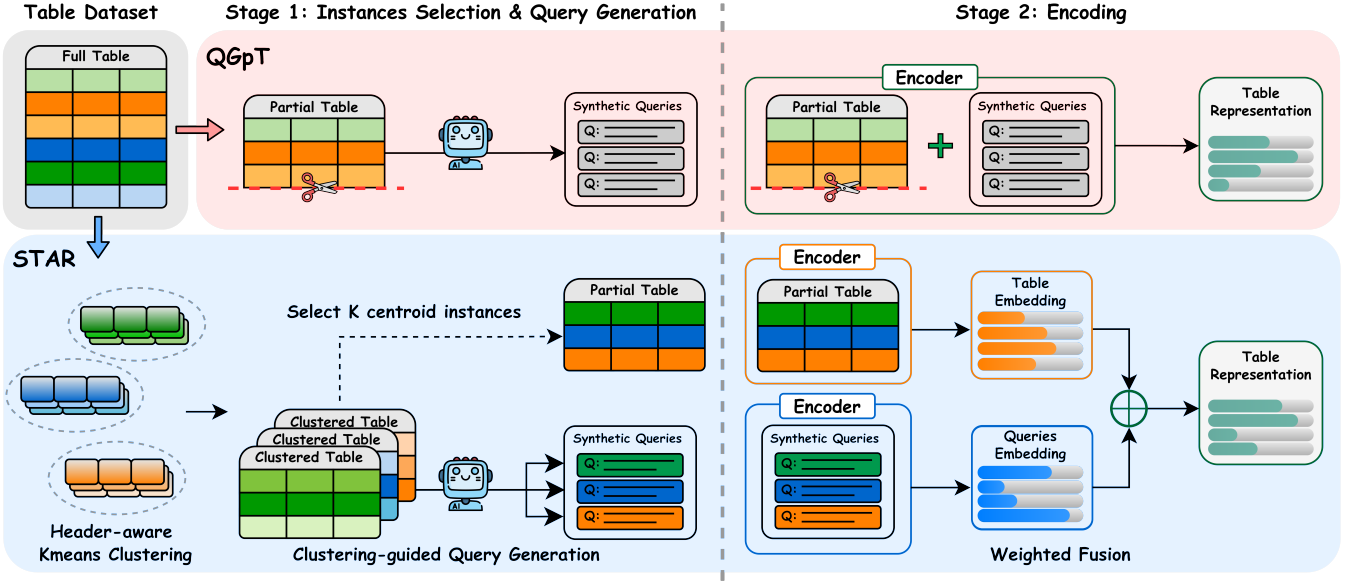 Table Dataset
Stage 1: Instances Selection & Query Generation
Stage 2: Encoding
Full Table
QGpT
Partial Table
AI
Synthetic Queries
Q:
Q:
Q:
Encoder
Partial Table
Synthetic Queries
Q:
Q:
Q:
Table
Representation
STAR
Header-aware
Kmeans Clustering
Select K centroid instances
Partial Table
Clustered Table
Clustered Table
Clustered Table
AI
Synthetic Queries
Q:
Q:
Q:
Clustering-guided Query Generation
Encoder
Partial Table
Table
Embedding
Encoder
Synthetic Queries
Q:
Q:
Q:
Queries
Embedding
Table
Representation
Weighted Fusion